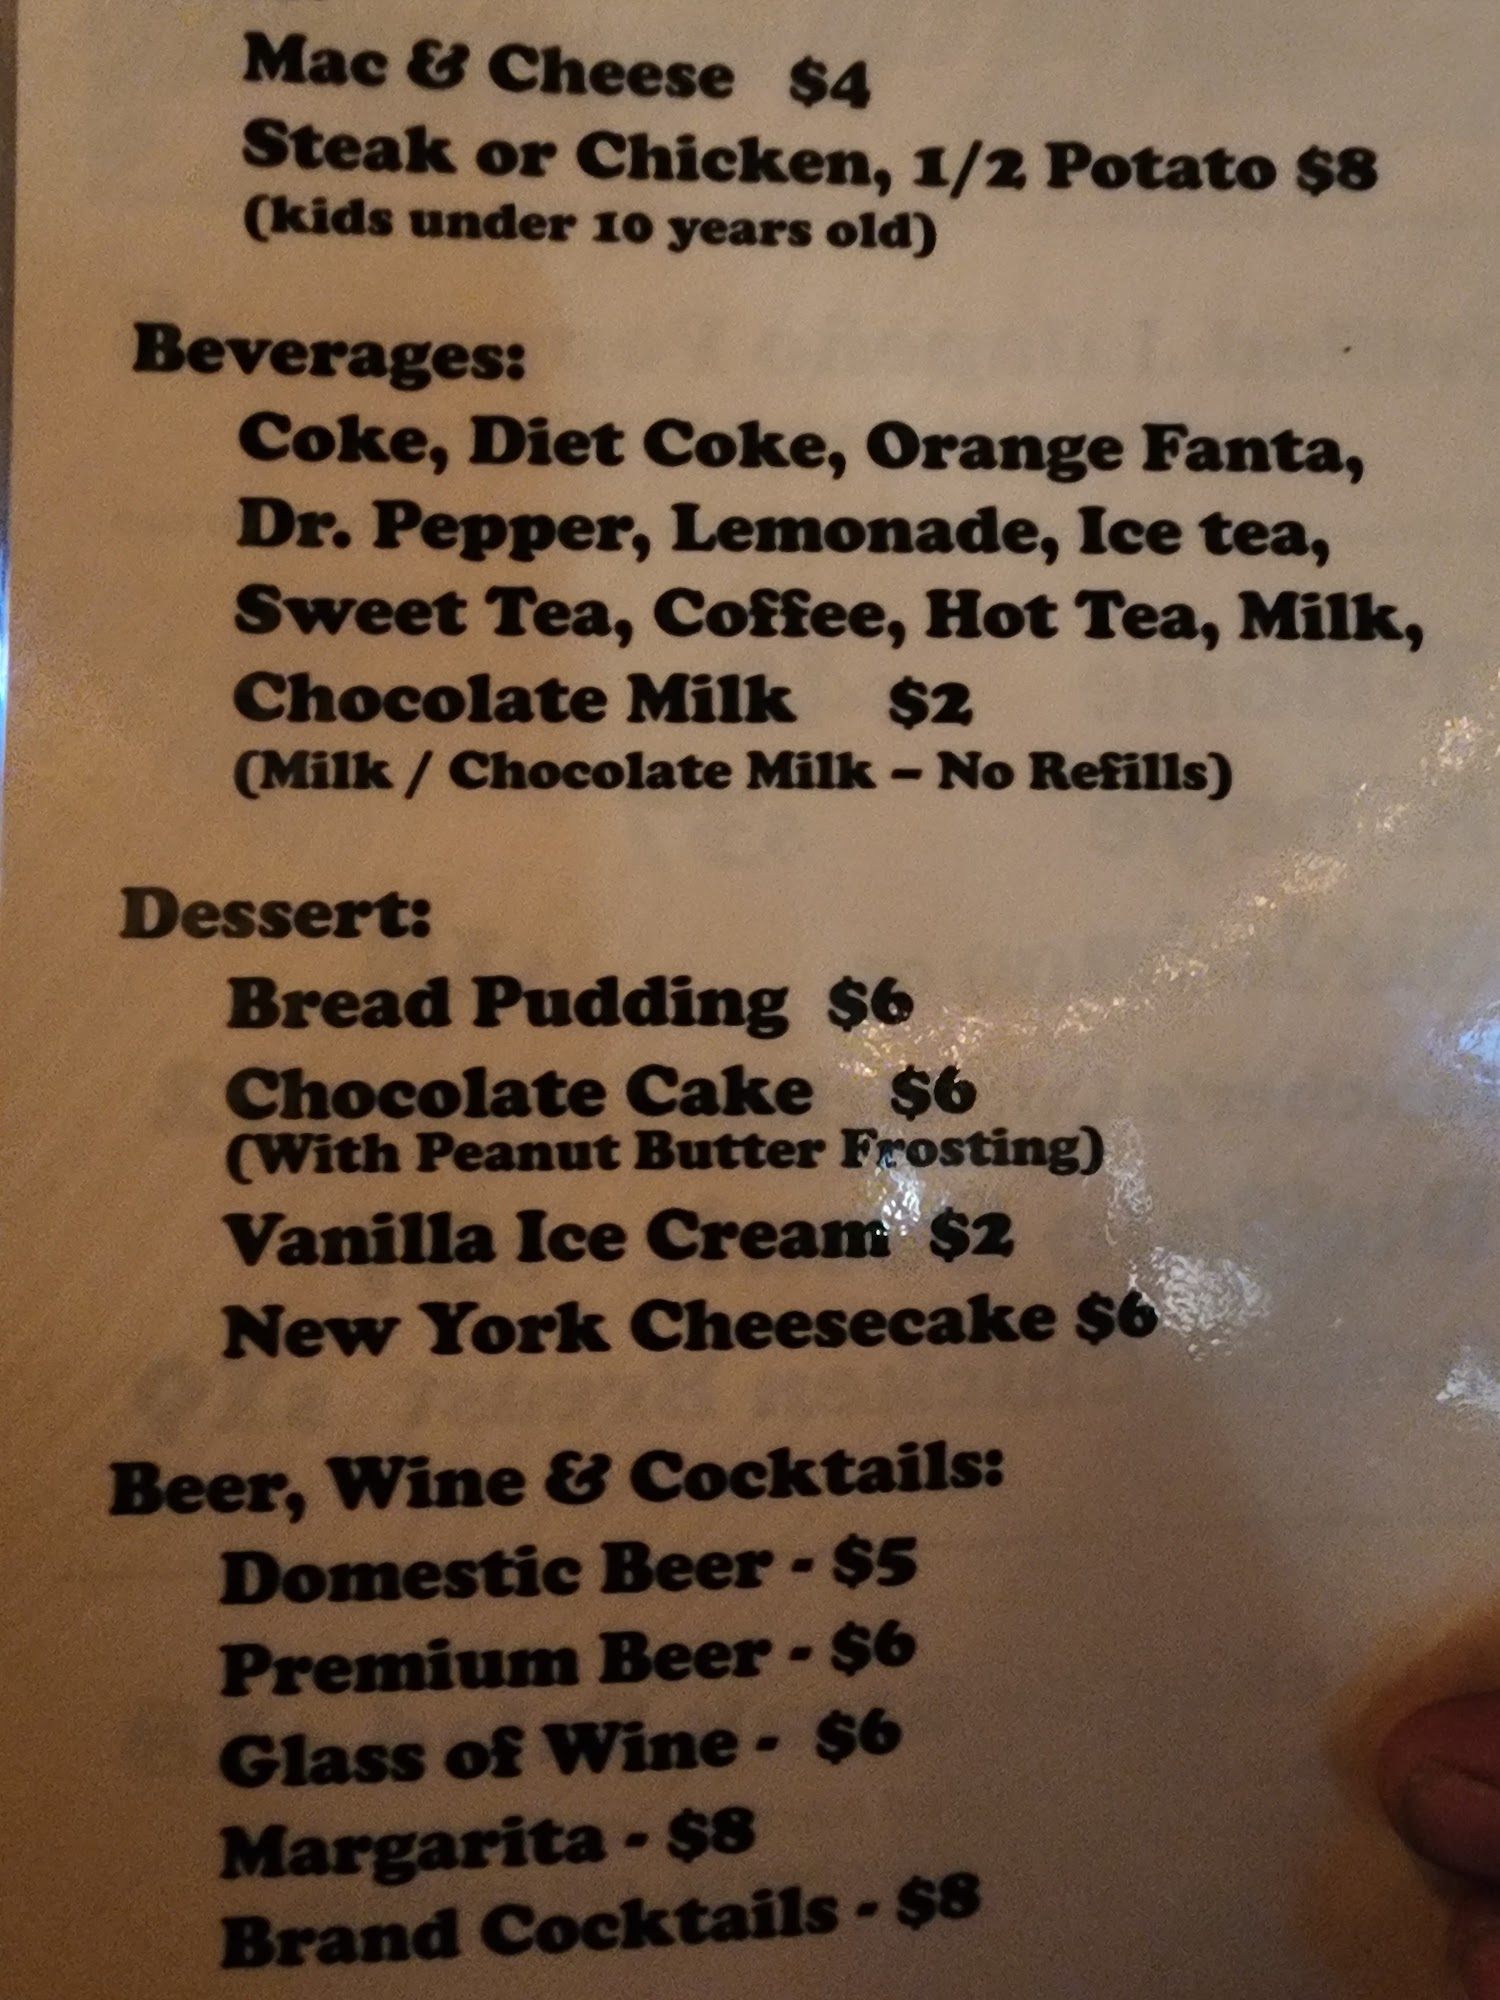 Mac & Cheese $4
Steak or Chicken, 1/2 Potato $8
(kids under 10 years old)
Beverages:
Coke, Diet Coke, Orange Fanta,
Dr. Pepper, Lemonade, Ice tea,
Sweet Tea, Coffee, Hot Tea, Milk,
Chocolate Milk $2
(Milk / Chocolate Milk – No Refills)
Dessert:
Bread Pudding $6
Chocolate Cake $6
(With Peanut Butter Frosting)
Vanilla Ice Cream $2
New York Cheesecake $6
Beer, Wine & Cocktails:
Domestic Beer - $5
Premium Beer - $6
Glass of Wine - $6
Margarita - $8
Brand Cocktails - $8